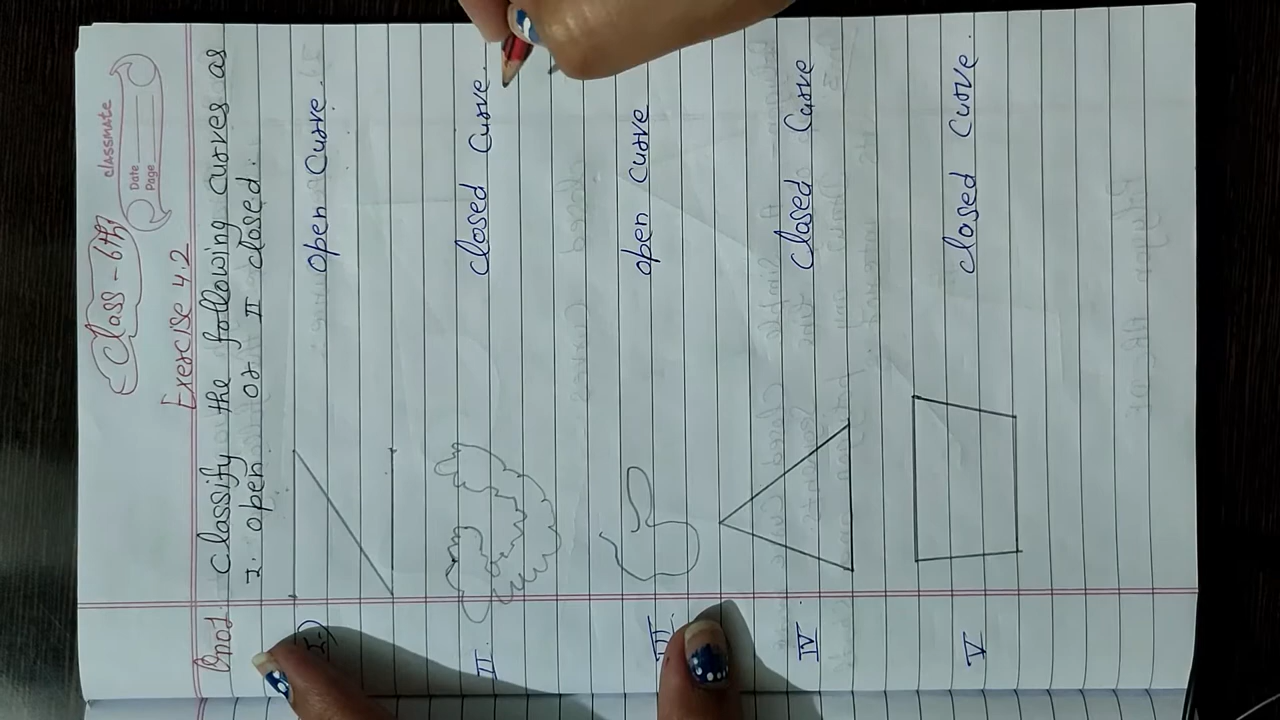 Class - 6th
classmate
Date
Page
Exercise 4.2
Qno1. Classify the following curves as
I. open or II closed.
I.) open Curve.
II. closed Curve.
III. open curve
IV. Closed Curve
V closed Curve.